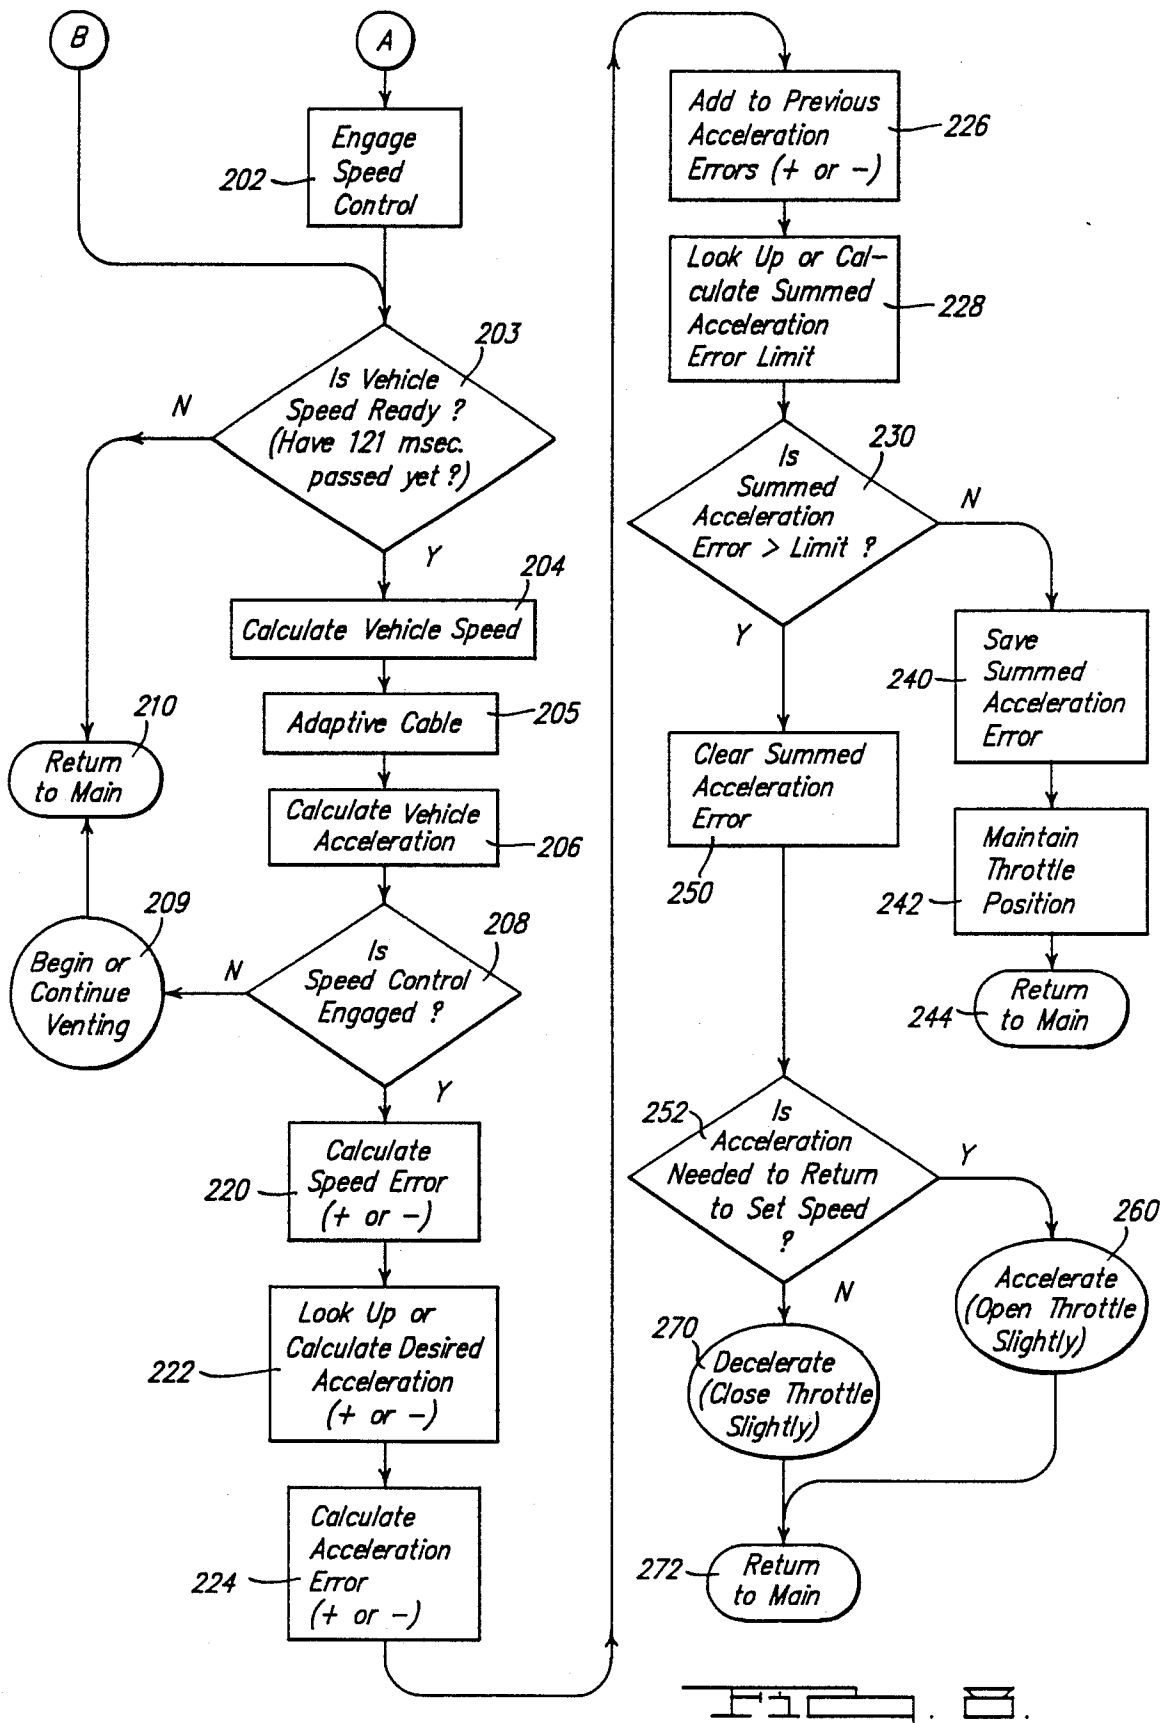 B
A
Engage
Speed
Control
202
203
Is Vehicle
Speed Ready ?
(Have 121 msec.
passed yet ?)
N
Y
204
Calculate Vehicle Speed
Adaptive Cable
205
Calculate Vehicle
Acceleration
206
210
Return
to Main
209
Begin or
Continue
Venting
208
Is
Speed Control
Engaged ?
N
Y
Calculate
Speed Error
(+ or -)
220
Look Up or
Calculate Desired
Acceleration
(+ or -)
222
Calculate
Acceleration
Error
(+ or -)
224
Add to Previous
Acceleration
Errors (+ or -)
226
Look Up or Cal-
culate Summed
Acceleration
Error Limit
228
230
Is
Summed
Acceleration
Error > Limit ?
N
Y
Save
Summed
Acceleration
Error
240
Maintain
Throttle
Position
242
Return
to Main
244
Clear Summed
Acceleration
Error
250
252
Is
Acceleration
Needed to Return
to Set Speed
?
Y
N
260
Accelerate
(Open Throttle
Slightly)
270
Decelerate
(Close Throttle
Slightly)
Return
to Main
272